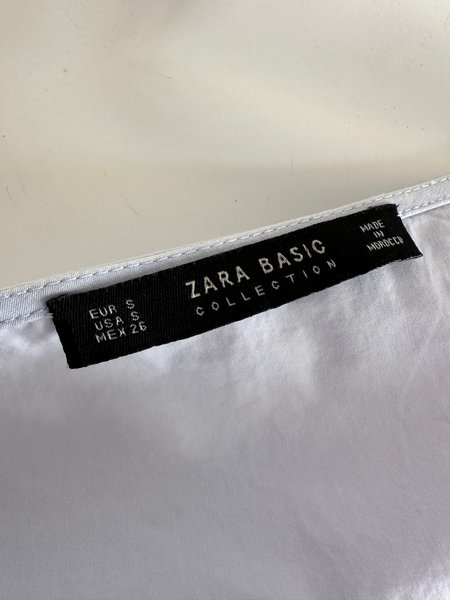 EUR S
USA S
MEX 26
ZARA BASIC
COLLECTION
MADE
IN
MOROCCO